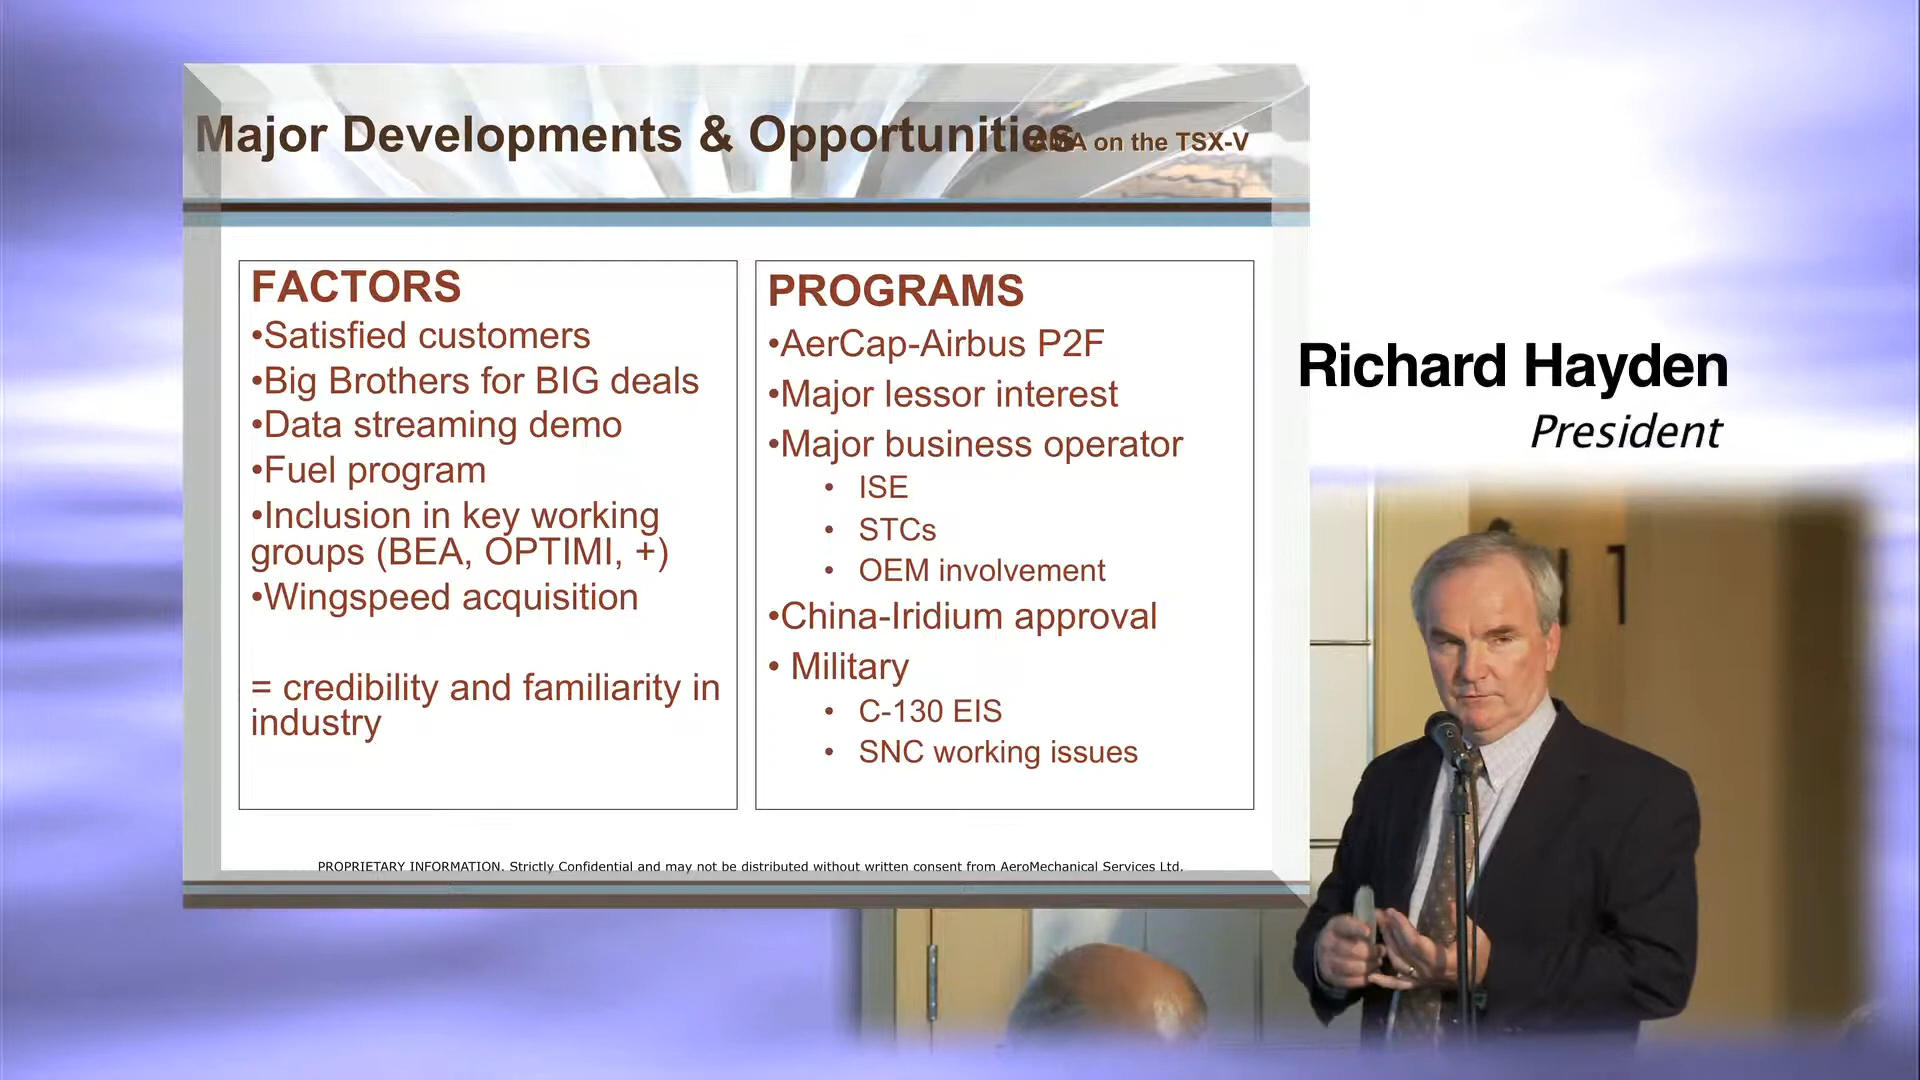 Major Developments & Opportunities
on the TSX-V
FACTORS
•Satisfied customers
•Big Brothers for BIG deals
•Data streaming demo
•Fuel program
•Inclusion in key working
groups (BEA, OPTIMI, +)
•Wingspeed acquisition
= credibility and familiarity in
industry
PROGRAMS
•AerCap-Airbus P2F
•Major lessor interest
•Major business operator
• ISE
• STCs
• OEM involvement
•China-Iridium approval
• Military
• C-130 EIS
• SNC working issues
PROPRIETARY INFORMATION. Strictly Confidential and may not be distributed without written consent from AeroMechanical Services Ltd.
Richard Hayden
President